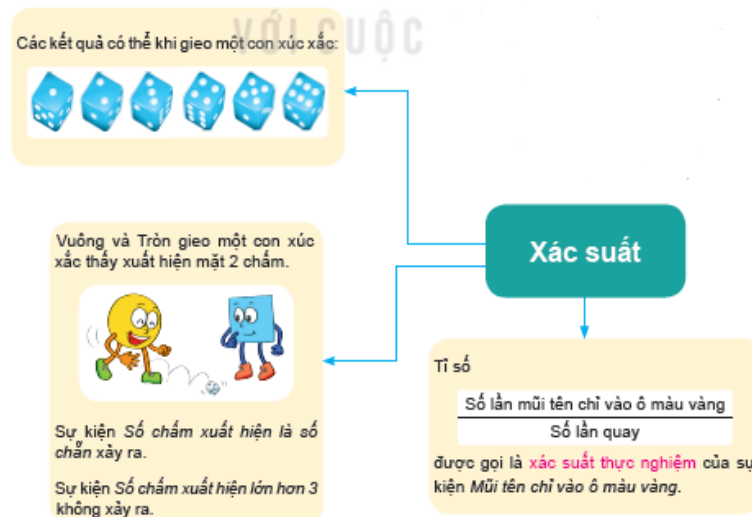 VỚI CUỘC
Các kết quả có thể khi gieo một con xúc xắc:
Vuông và Tròn gieo một con xúc
xắc thấy xuất hiện mặt 2 chấm.
Sự kiện Số chấm xuất hiện là số
chẵn xảy ra.
Sự kiện Số chấm xuất hiện lớn hơn 3
không xảy ra.
Xác suất
Tỉ số
Số lần mũi tên chỉ vào ô màu vàng
Số lần quay
được gọi là xác suất thực nghiệm của sự
kiện Mũi tên chỉ vào ô màu vàng.